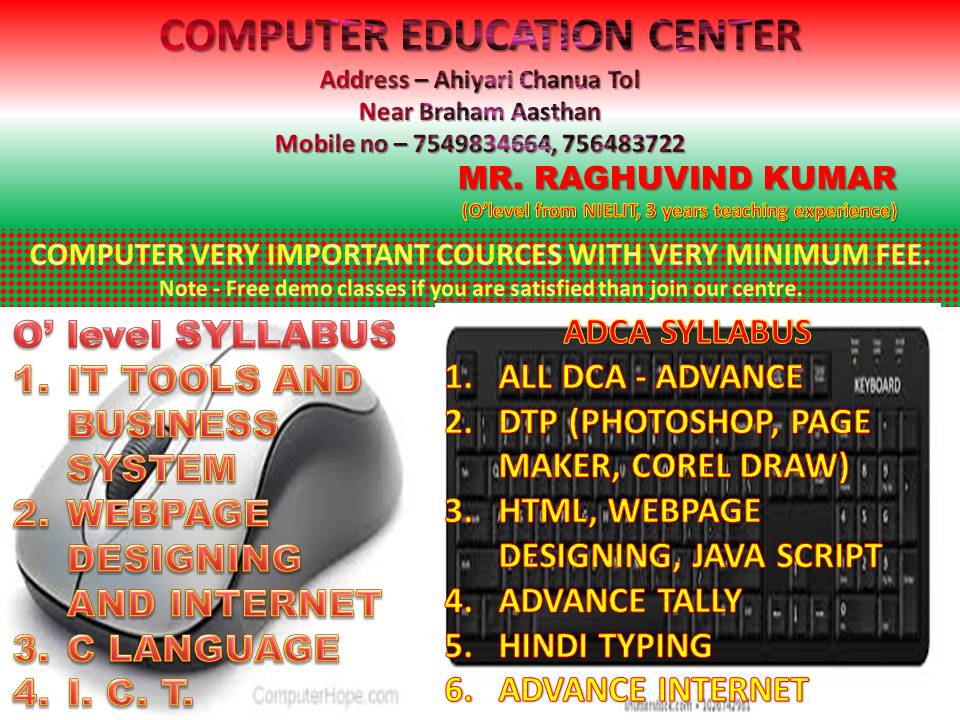 COMPUTER EDUCATION CENTER
Address – Ahiyari Chanua Tol
Near Braham Aasthan
Mobile no – 7549834664, 756483722
MR. RAGHUVIND KUMAR
(O’level from NIELIT, 3 years teaching experience)
COMPUTER VERY IMPORTANT COURCES WITH VERY MINIMUM FEE.
Note - Free demo classes if you are satisfied than join our centre.
O’ level SYLLABUS
1. IT TOOLS AND
BUSINESS
SYSTEM
2. WEBPAGE
DESIGNING
AND INTERNET
3. C LANGUAGE
4. I. C. T.
ComputerHope.com
ADCA SYLLABUS
KEYBOARD
1. ALL DCA - ADVANCE
2. DTP (PHOTOSHOP, PAGE
MAKER, COREL DRAW)
3. HTML, WEBPAGE
DESIGNING, JAVA SCRIPT
4. ADVANCE TALLY
5. HINDI TYPING
6. ADVANCE INTERNET